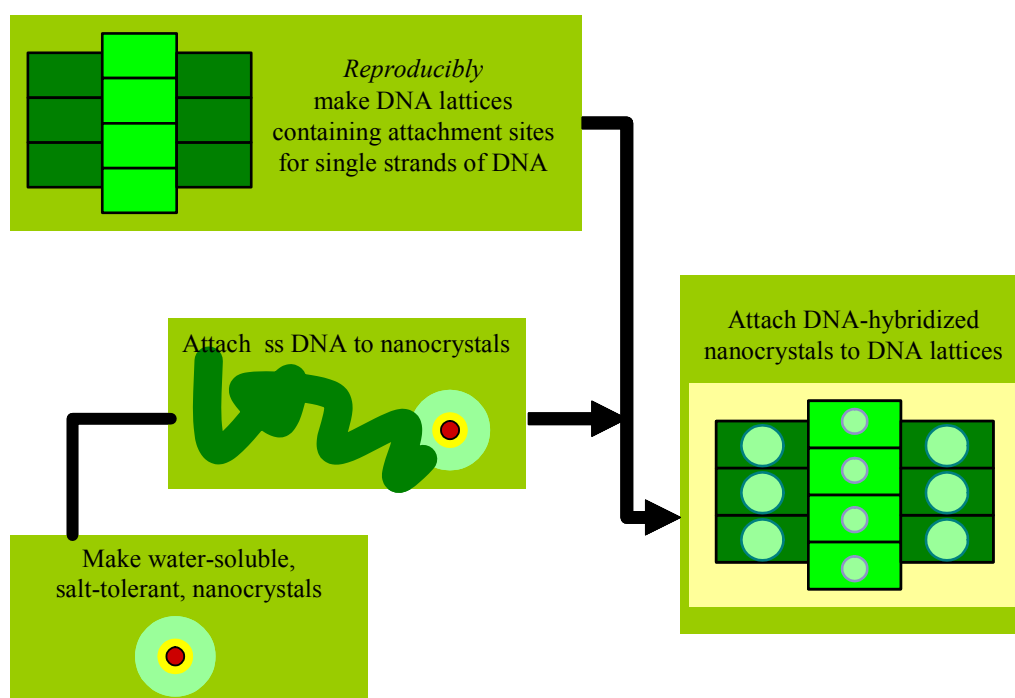 Reproducibly
make DNA lattices
containing attachment sites
for single strands of DNA
Attach ss DNA to nanocrystals
Make water-soluble,
salt-tolerant, nanocrystals
Attach DNA-hybridized
nanocrystals to DNA lattices